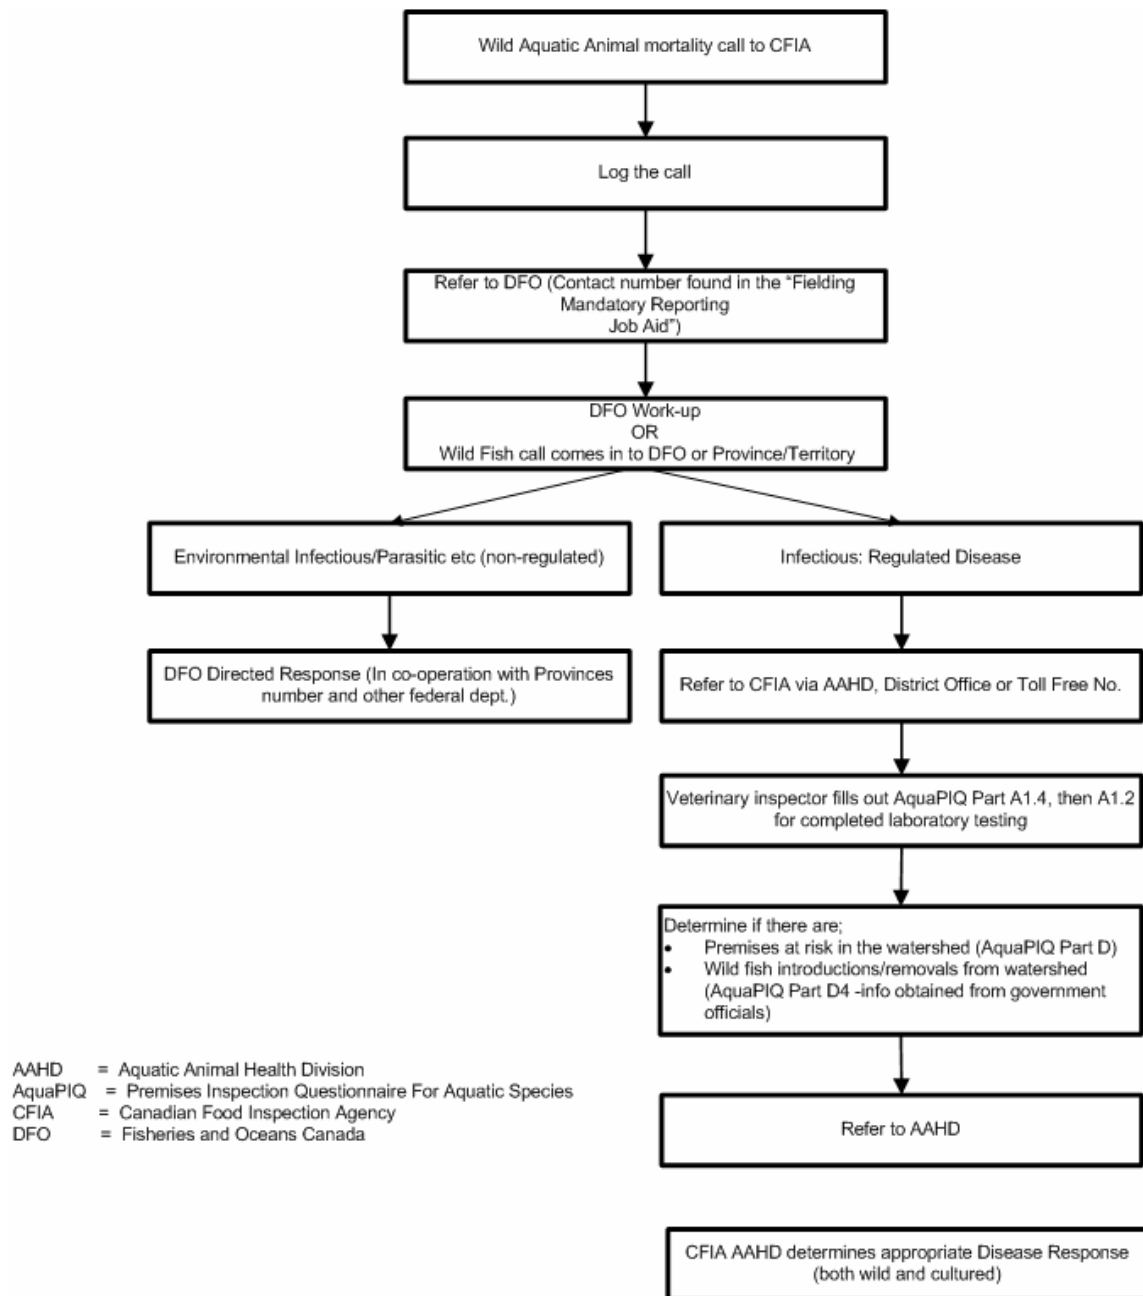 Wild Aquatic Animal mortality call to CFIA
Log the call
Refer to DFO (Contact number found in the “Fielding
Mandatory Reporting
Job Aid”)
DFO Work-up
OR
Wild Fish call comes in to DFO or Province/Territory
Environmental Infectious/Parasitic etc (non-regulated)
Infectious: Regulated Disease
DFO Directed Response (In co-operation with Provinces
number and other federal dept.)
Refer to CFIA via AAHD, District Office or Toll Free No.
Veterinary inspector fills out AquaPIQ Part A1.4, then A1.2
for completed laboratory testing
Determine if there are;
• Premises at risk in the watershed (AquaPIQ Part D)
• Wild fish introductions/removals from watershed
(AquaPIQ Part D4 -info obtained from government
officials)
AAHD = Aquatic Animal Health Division
AquaPIQ = Premises Inspection Questionnaire For Aquatic Species
CFIA = Canadian Food Inspection Agency
DFO = Fisheries and Oceans Canada
Refer to AAHD
CFIA AAHD determines appropriate Disease Response
(both wild and cultured)